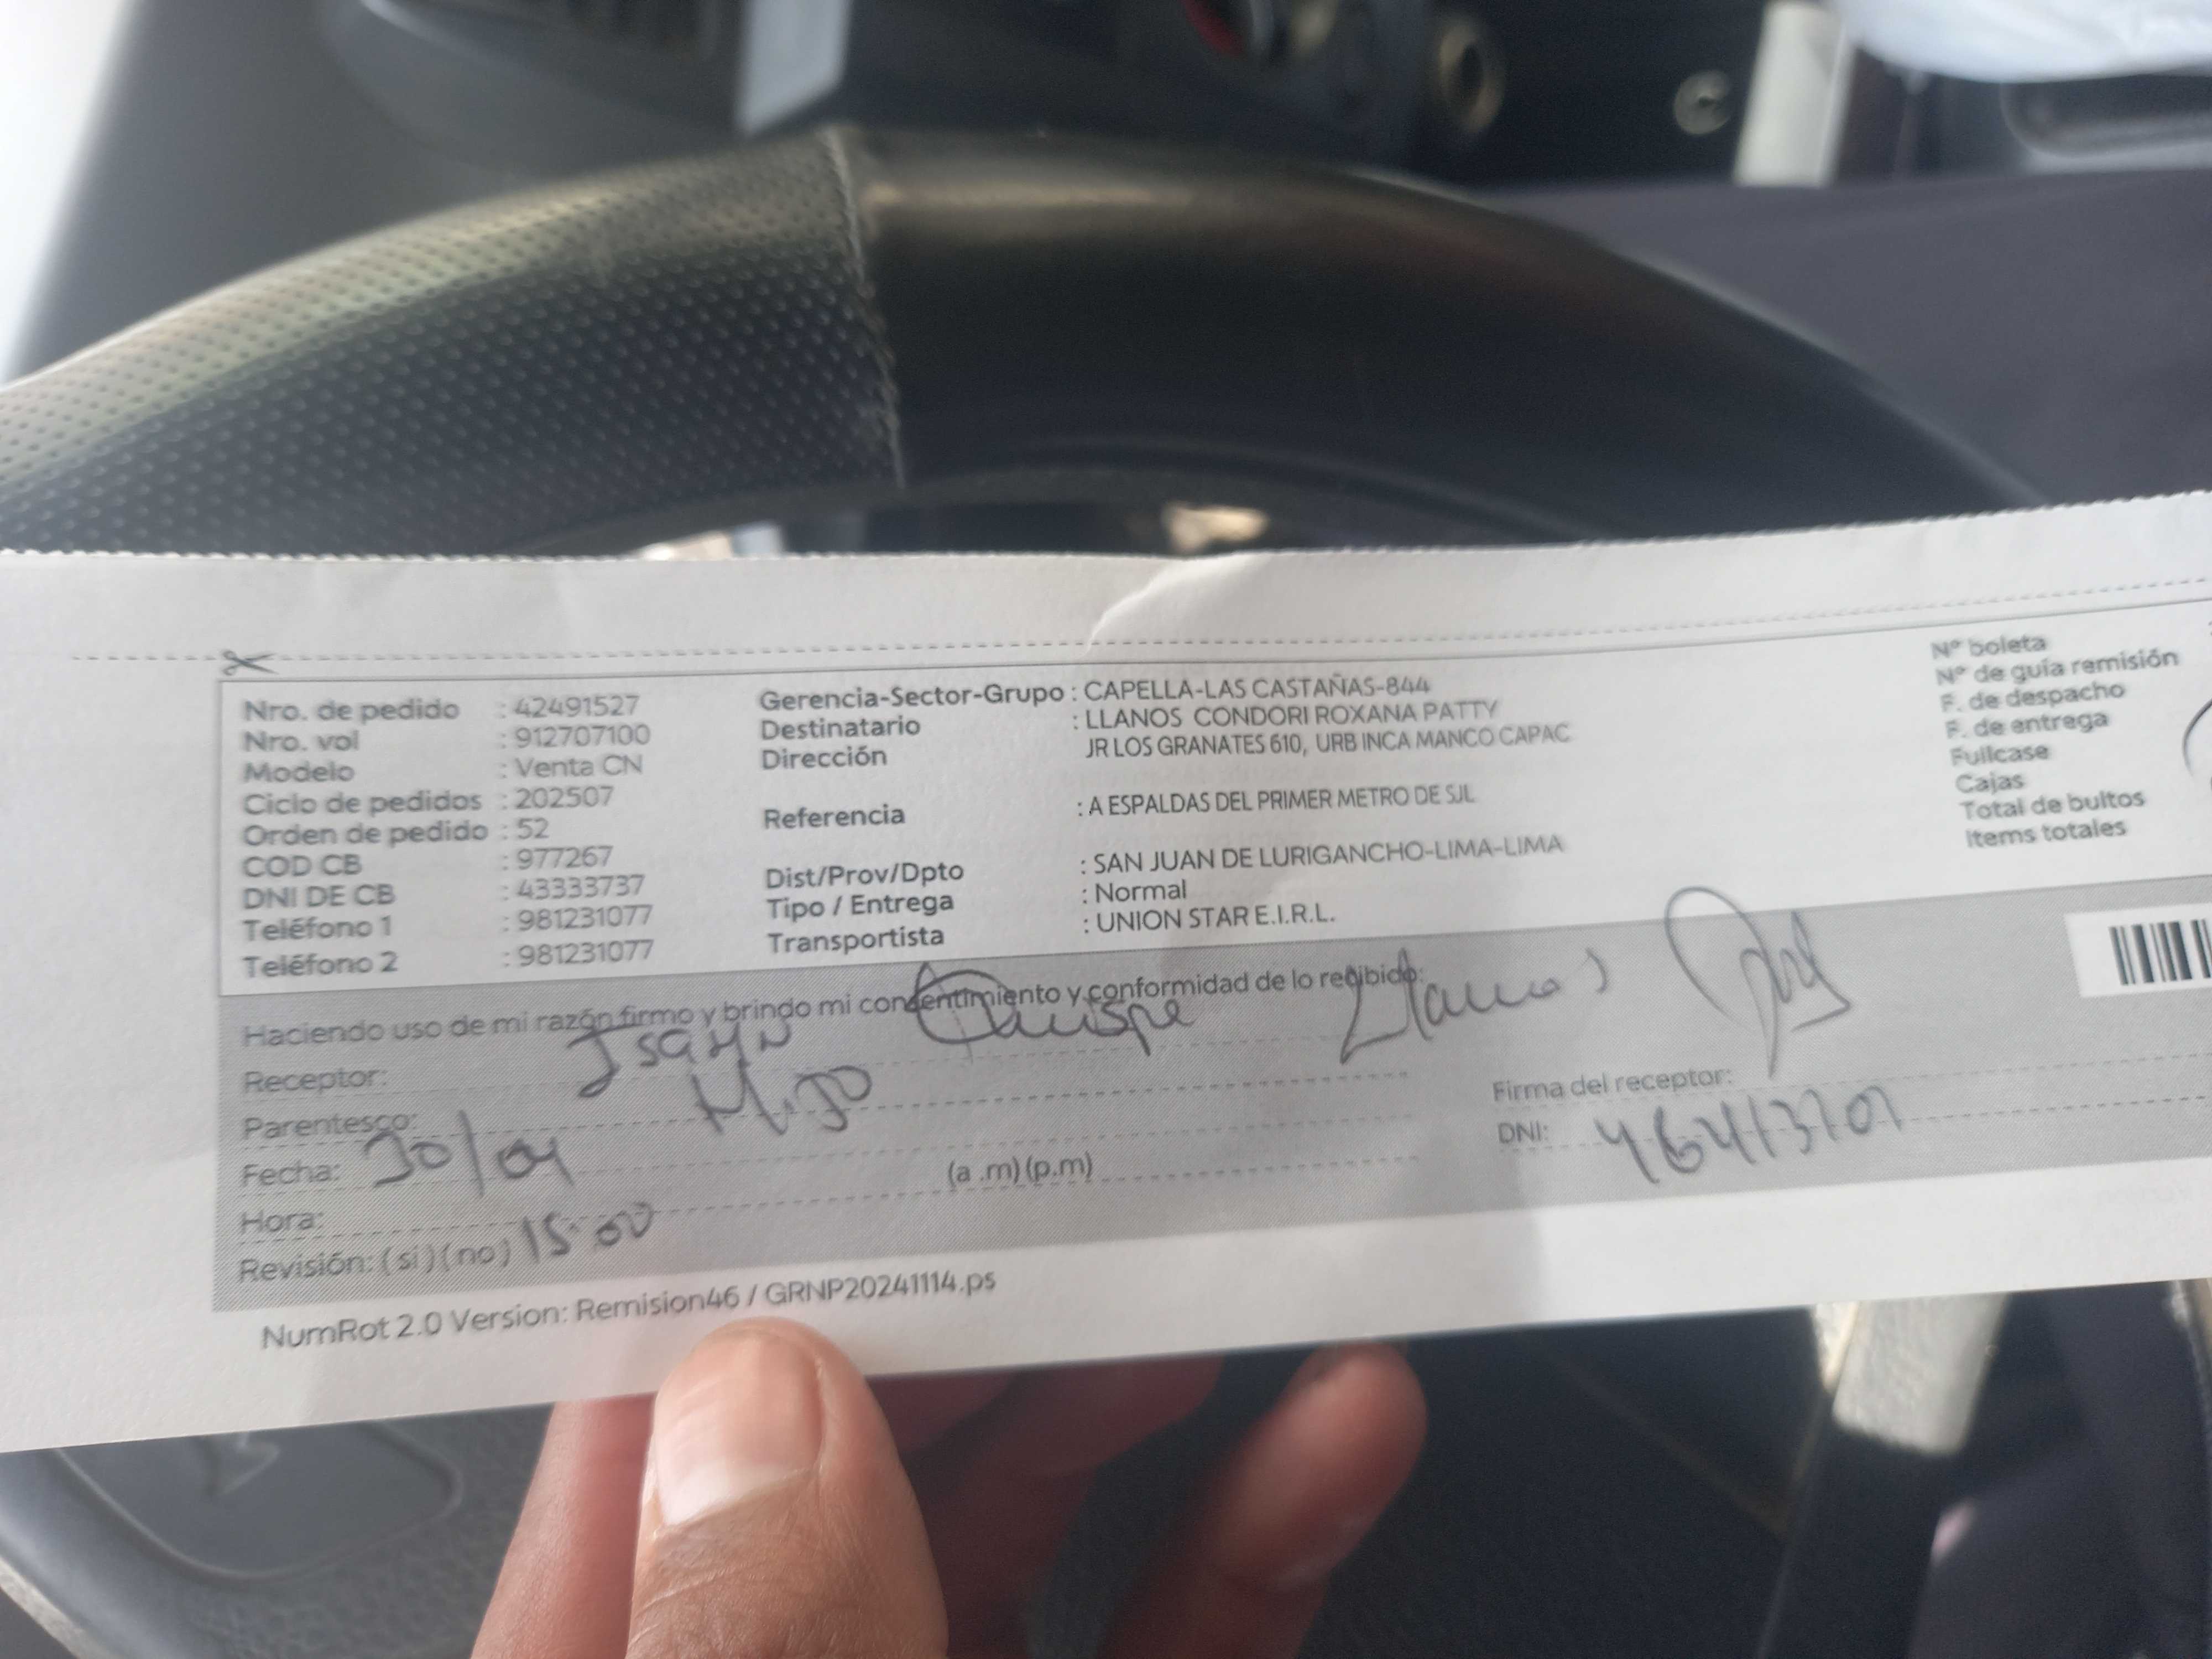 Nro. de pedido : 42491527
Nro. vol : 912707100
Modelo : Venta CN
Ciclo de pedidos : 202507
Orden de pedido : 52
COD CB : 977267
DNI DE CB : 43333737
Teléfono 1 : 981231077
Teléfono 2 : 981231077
Gerencia-Sector-Grupo : CAPELLA-LAS CASTAÑAS-844
Destinatario : LLANOS CONDORI ROXANA PATTY
Dirección JR LOS GRANATES 610, URB INCA MANCO CAPAC
Referencia : A ESPALDAS DEL PRIMER METRO DE SJL
Dist/Prov/Dpto : SAN JUAN DE LURIGANCHO-LIMA-LIMA
Tipo / Entrega : Normal
Transportista : UNION STAR E.I.R.L.
Nº boleta
Nº de guía remisión
F. de despacho
F. de entrega
Fullcase
Cajas
Total de bultos
Items totales
Haciendo uso de mi razón firmo y brindo mi consentimiento y conformidad de lo recibido:
Receptor: Quispe Llanos
Parentesco: HiJO
Fecha: 30/04
Hora: (a .m) (p.m)
Revisión: (si) (no) 15:00
Firma del receptor:
DNI:
NumRot 2.0 Version: Remision46 / GRNP20241114.ps